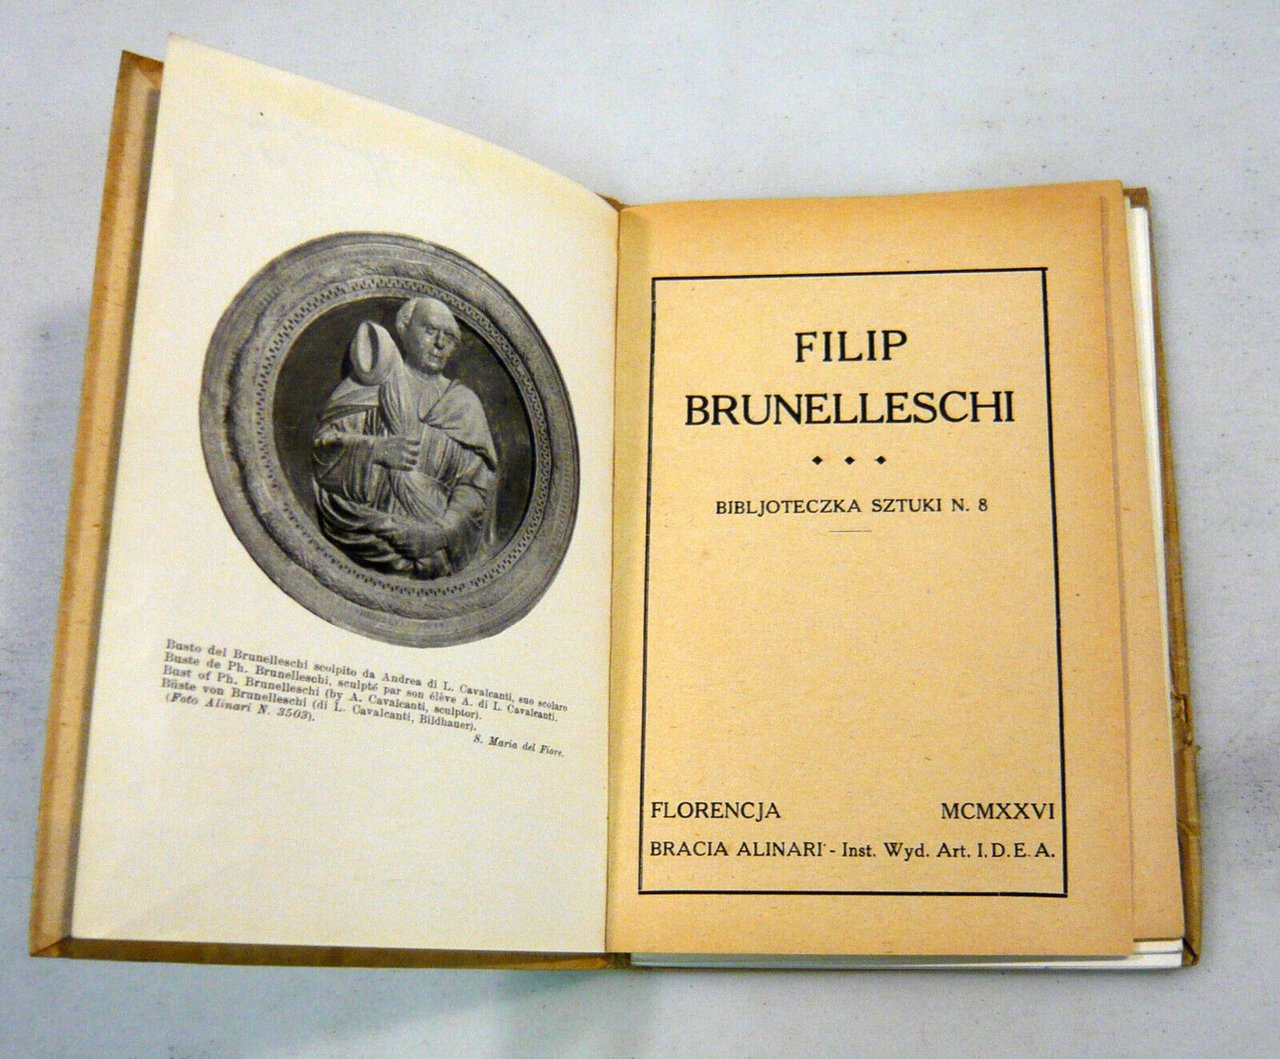 Busto del Brunelleschi scolpito da Andrea di L. Cavalcanti, suo scolaro
Buste de Ph. Brunelleschi, sculpté par son élève A. di L. Cavalcanti.
Bust of Ph. Brunelleschi (by A. Cavalcanti, sculptor).
Büste von Brunelleschi (di L. Cavalcanti, Bildhauer).
(Foto Alinari N. 3503).
S. Maria del Fiore.
FILIP
BRUNELLESCHI
BIBLJOTECZKA SZTUKI N. 8
FLORENCJA MCMXXVI
BRACIA ALINARI - Inst. Wyd. Art. I.D.E.A.